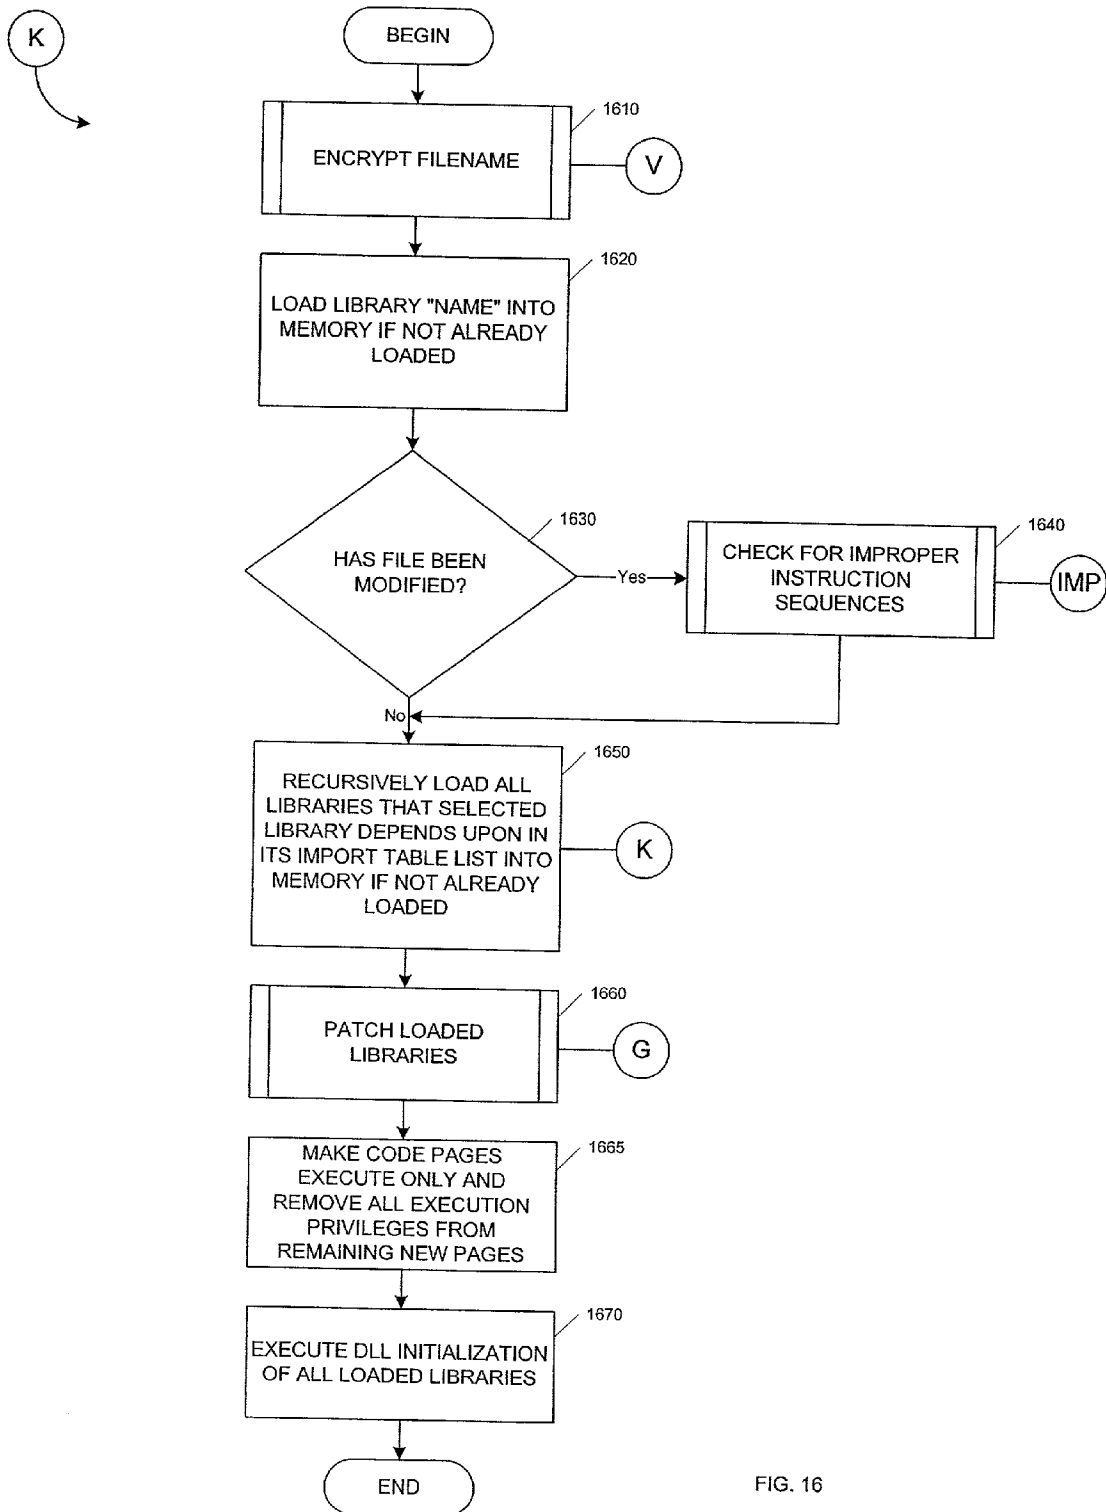 K
BEGIN
1610
ENCRYPT FILENAME
V
1620
LOAD LIBRARY "NAME" INTO
MEMORY IF NOT ALREADY
LOADED
1630
HAS FILE BEEN
MODIFIED?
Yes
1640
CHECK FOR IMPROPER
INSTRUCTION
SEQUENCES
IMP
No
1650
RECURSIVELY LOAD ALL
LIBRARIES THAT SELECTED
LIBRARY DEPENDS UPON IN
ITS IMPORT TABLE LIST INTO
MEMORY IF NOT ALREADY
LOADED
K
1660
PATCH LOADED
LIBRARIES
G
1665
MAKE CODE PAGES
EXECUTE ONLY AND
REMOVE ALL EXECUTION
PRIVILEGES FROM
REMAINING NEW PAGES
1670
EXECUTE DLL INITIALIZATION
OF ALL LOADED LIBRARIES
END
FIG. 16